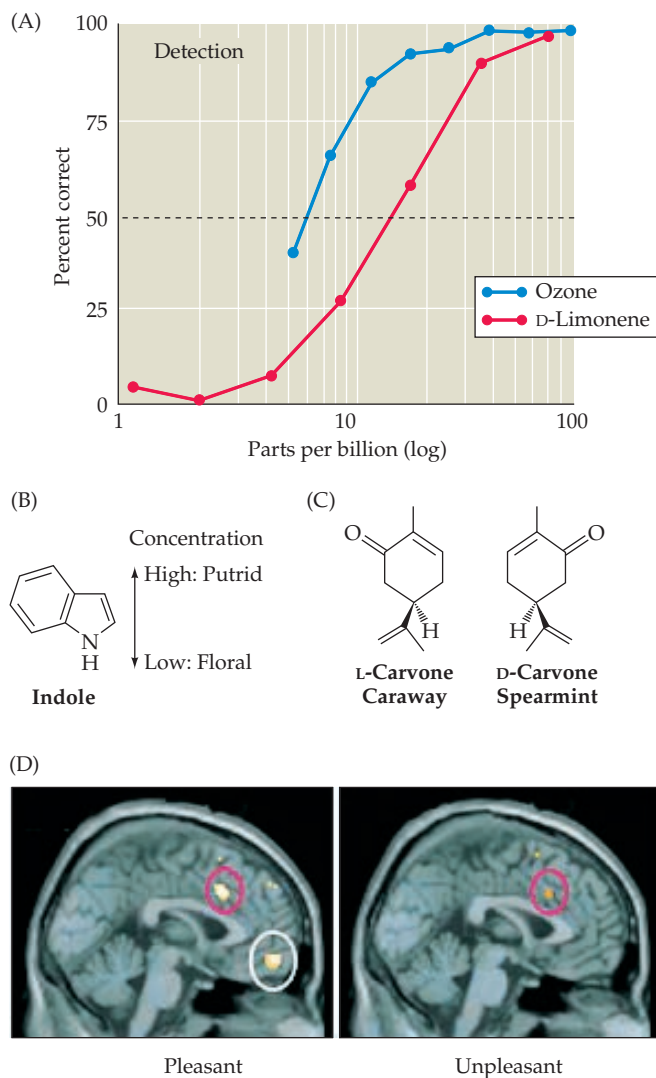 (A)
100
75
50
25
0
Percent correct
Detection
Ozone
D-Limonene
1
10
100
Parts per billion (log)
(B)
Concentration
High: Putrid
Low: Floral
N
H
Indole
(C)
O
H
L-Carvone
Caraway
O
H
D-Carvone
Spearmint
(D)
Pleasant
Unpleasant